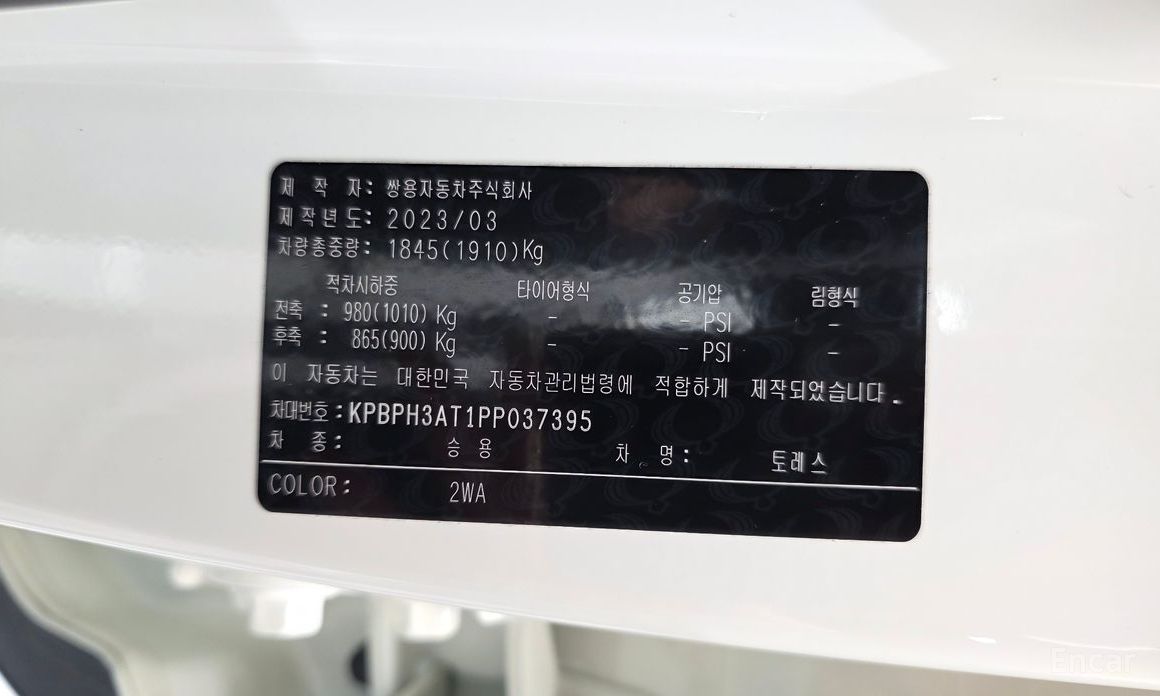 제 작 자: 쌍용자동차주식회사
제작년도: 2023/03
차량총중량: 1845(1910)Kg
적차시하중 타이어형식 공기압 림형식
전축 : 980(1010) Kg - - PSI -
후축 : 865(900) Kg - - PSI -
이 자동차는 대한민국 자동차관리법령에 적합하게 제작되었습니다.
차대번호:KPBPH3AT1PP037395
차 종: 승 용 차 명: 토레스
COLOR: 2WA
Encar